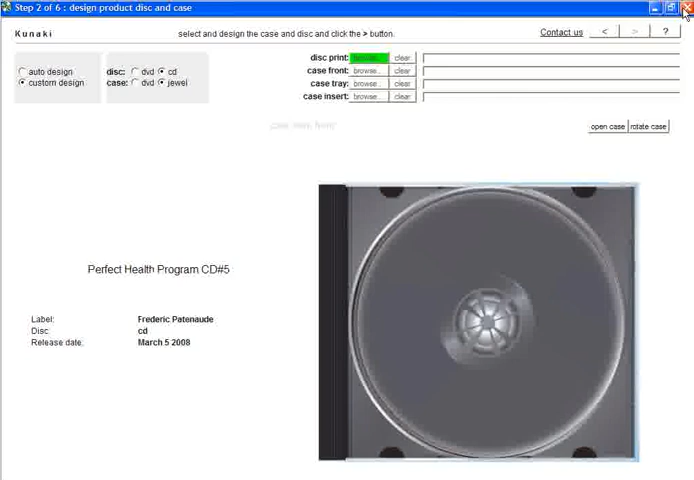 Step 2 of 6 : design product disc and case
Kunaki
select and design the case and disc and click the > button.
Contact us
<
>
?
auto design
custom design
disc: dvd cd
case: dvd jewel
disc print: browse... clear
case front: browse... clear
case tray: browse... clear
case insert: browse... clear
open case
rotate case
Perfect Health Program CD#5
Label: Frederic Patenaude
Disc: cd
Release date: March 5 2008